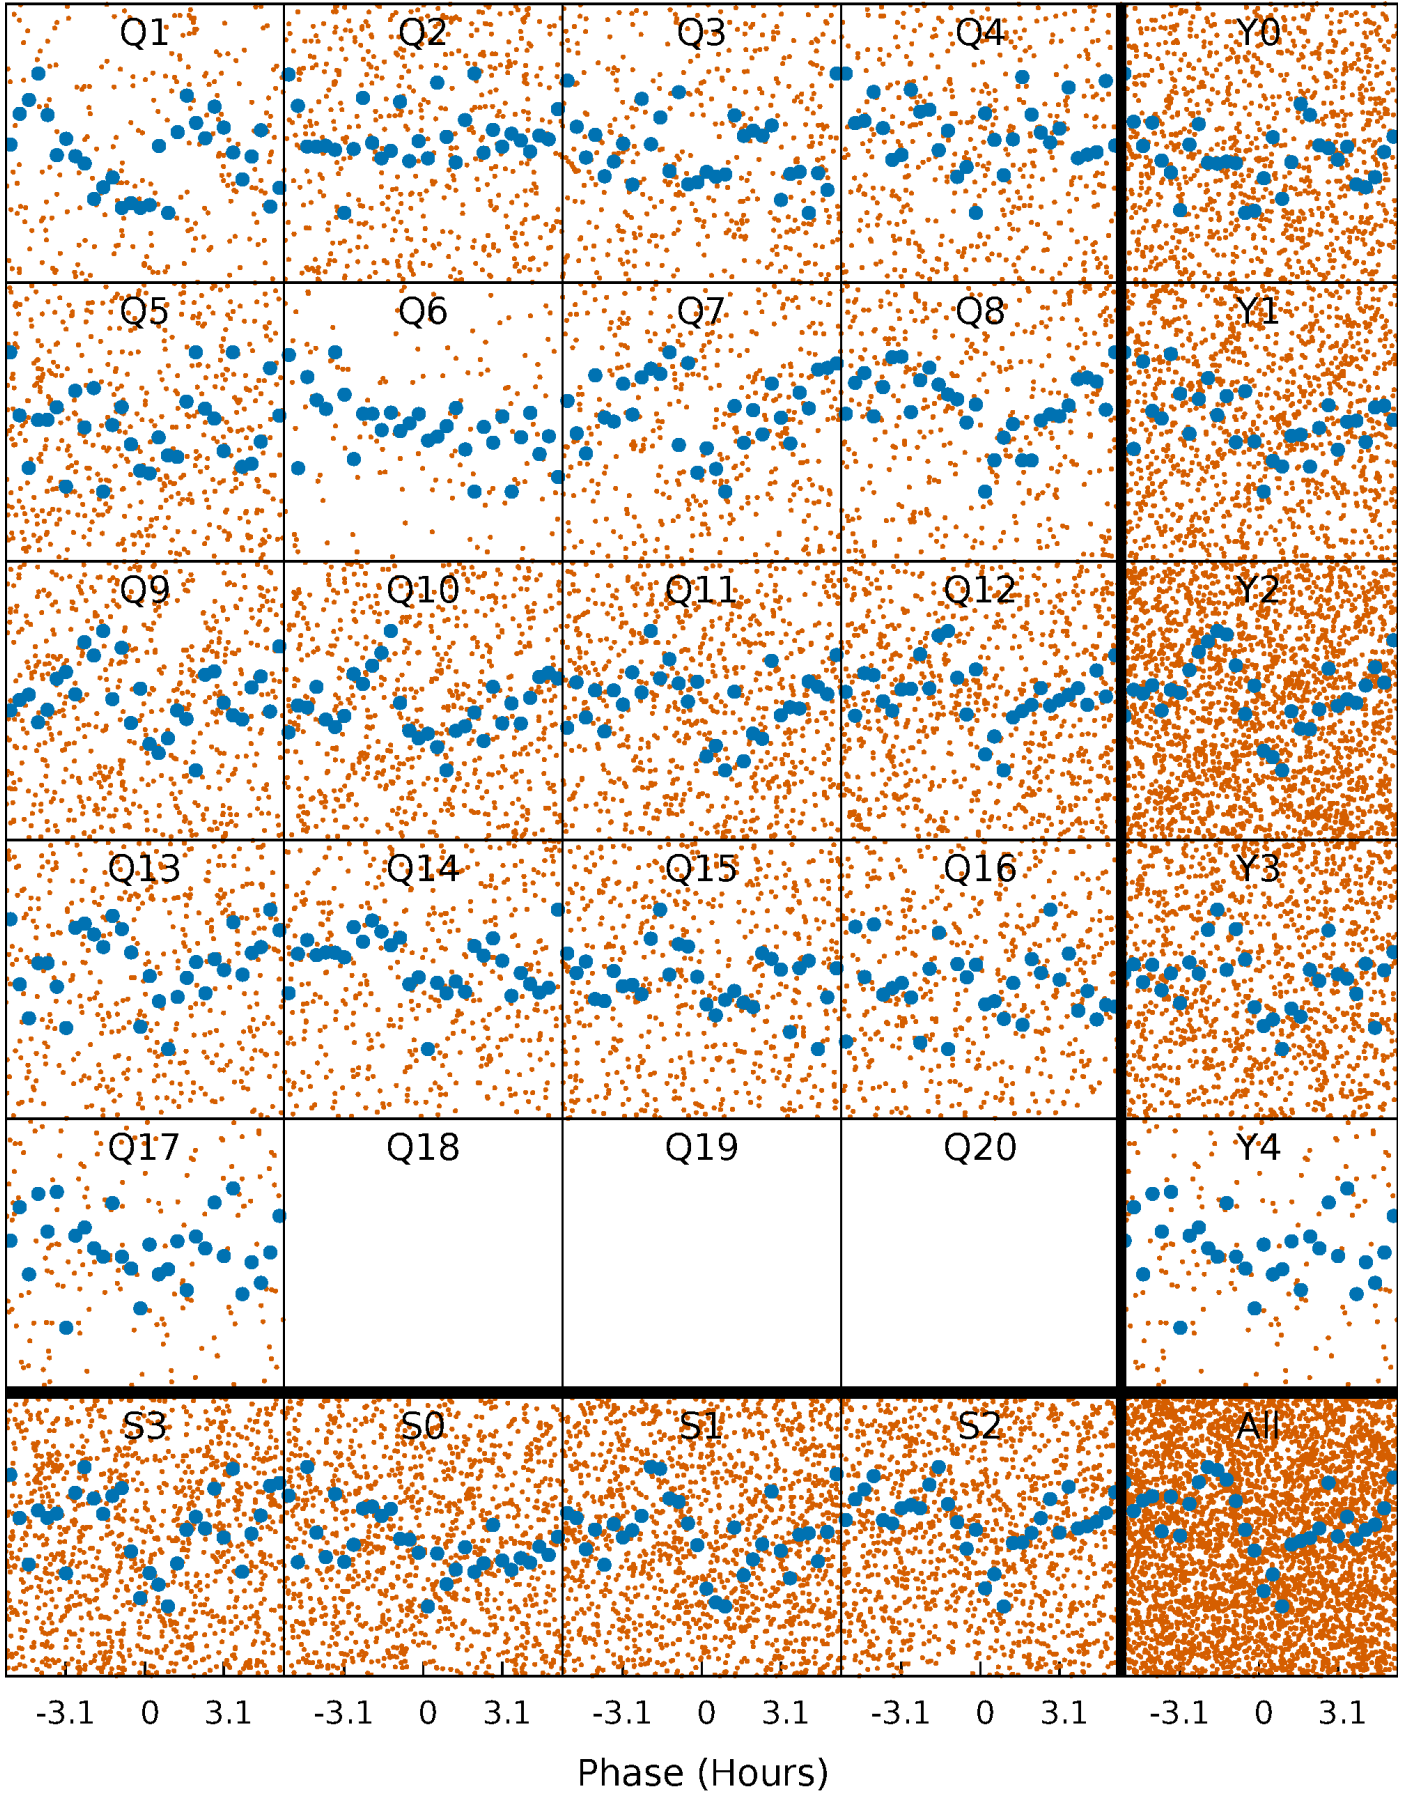 Q1 Q2 Q3 Q4 Y0
Q5 Q6 Q7 Q8 Y1
Q9 Q10 Q11 Q12 Y2
Q13 Q14 Q15 Q16 Y3
Q17 Q18 Q19 Q20 Y4
S3 S0 S1 S2 All
-3.1 0 3.1 -3.1 0 3.1 -3.1 0 3.1 -3.1 0 3.1 -3.1 0 3.1
Phase (Hours)